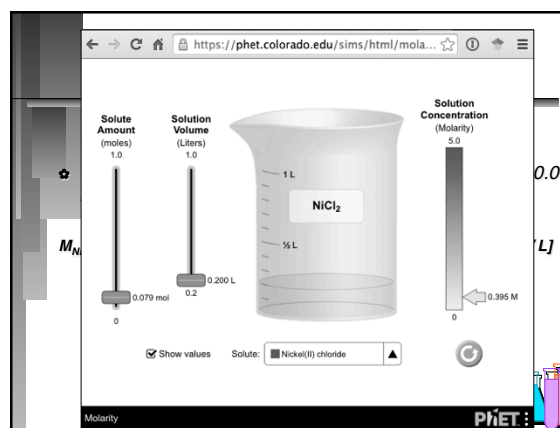 https://phet.colorado.edu/sims/html/mola...
Solute Amount (moles)
1.0
0.079 mol
0
Solution Volume (Liters)
1.0
0.200 L
0.2
1 L
½ L
NiCl₂
Solution Concentration (Molarity)
5.0
0.395 M
0
0.0
L]
Show values
Solute:
Nickel(II) chloride
Molarity
PhET